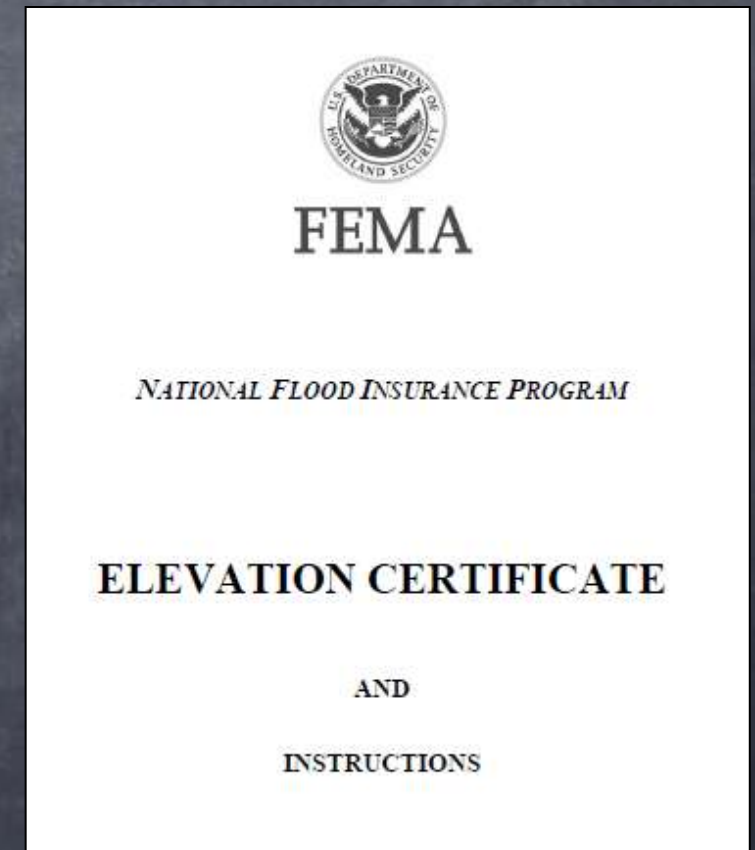 U.S. DEPARTMENT OF
HOMELAND SECURITY
FEMA
NATIONAL FLOOD INSURANCE PROGRAM
ELEVATION CERTIFICATE
AND
INSTRUCTIONS